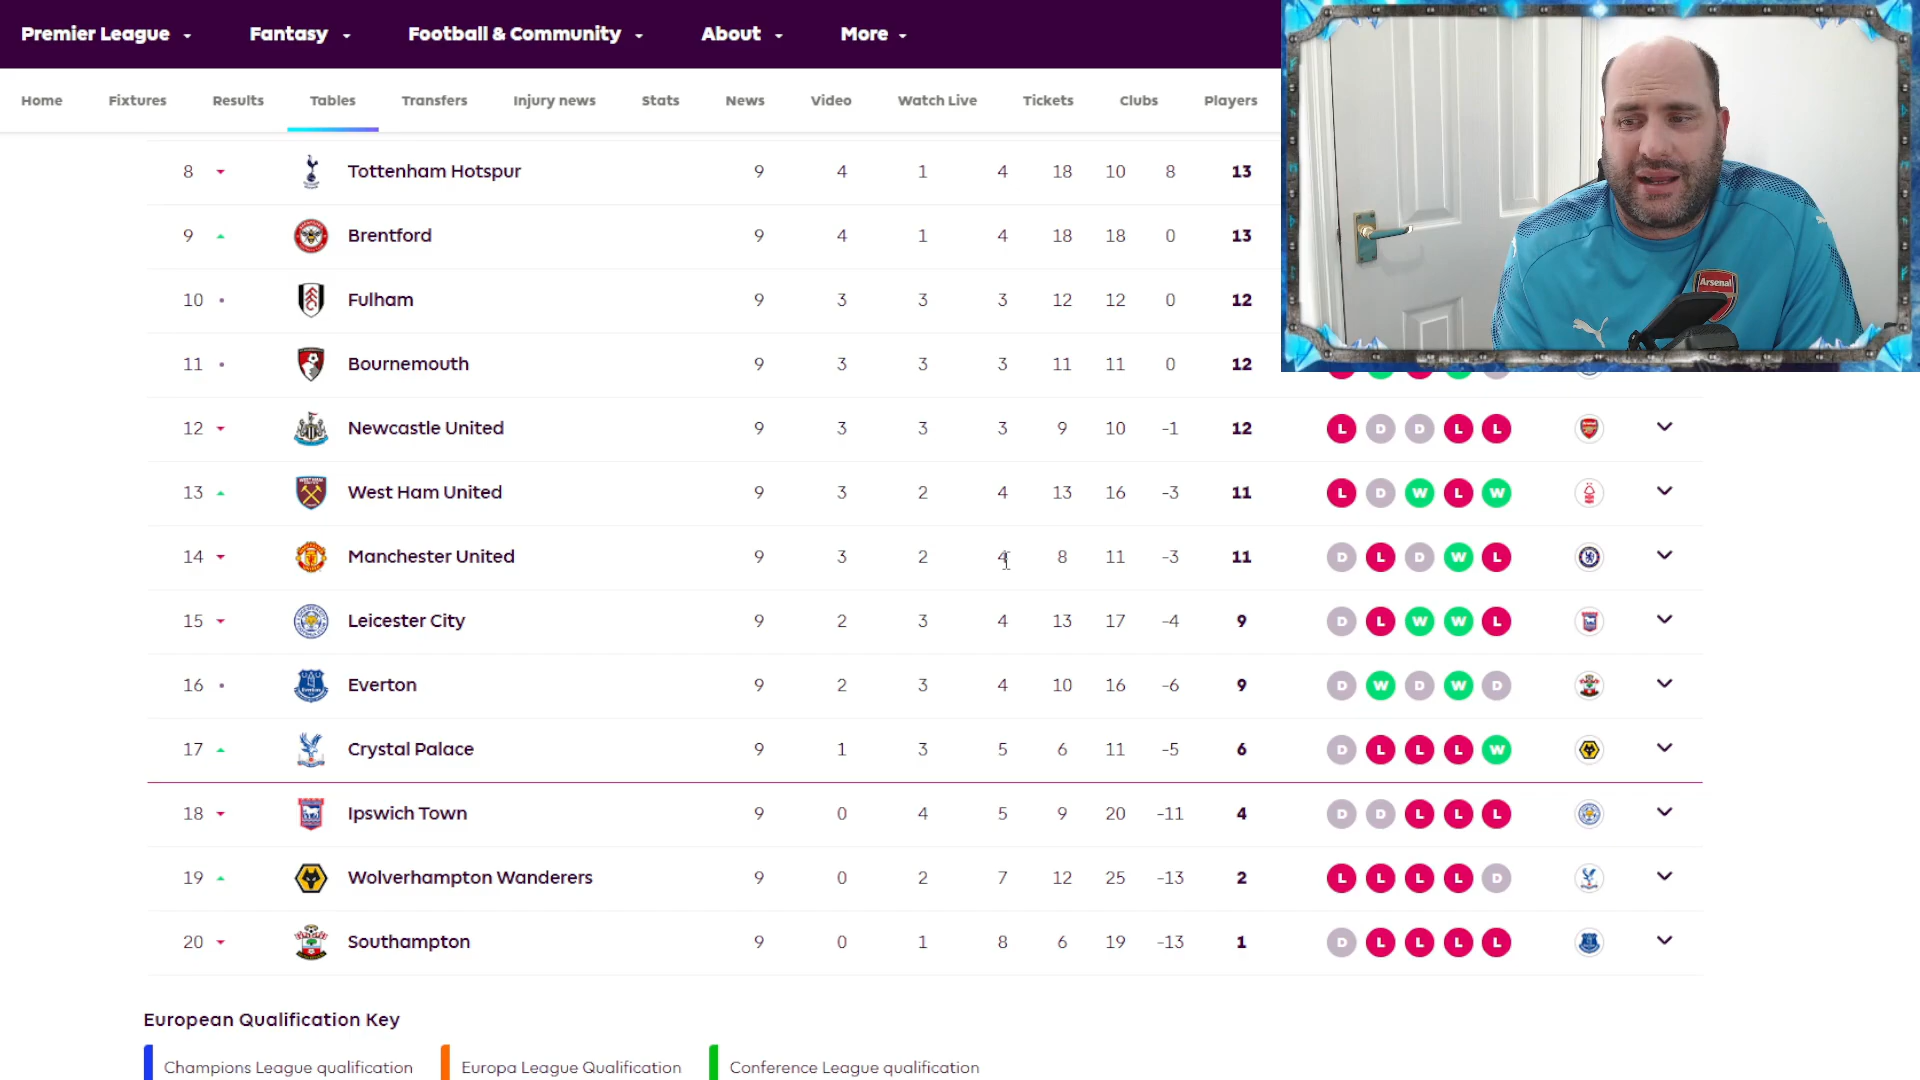 Premier League Fantasy Football & Community About More
Home Fixtures Results Tables Transfers Injury news Stats News Video Watch Live Tickets Clubs Players
8 Tottenham Hotspur 9 4 1 4 18 10 8 13
9 Brentford 9 4 1 4 18 18 0 13
10 Fulham 9 3 3 3 12 12 0 12
11 Bournemouth 9 3 3 3 11 11 0 12
12 Newcastle United 9 3 3 3 9 10 -1 12 L D D L L
13 West Ham United 9 3 2 4 13 16 -3 11 L D W L W
14 Manchester United 9 3 2 4 8 11 -3 11 D L D W L
15 Leicester City 9 2 3 4 13 17 -4 9 D L W W L
16 Everton 9 2 3 4 10 16 -6 9 D W D W D
17 Crystal Palace 9 1 3 5 6 11 -5 6 D L L L W
18 Ipswich Town 9 0 4 5 9 20 -11 4 D D L L L
19 Wolverhampton Wanderers 9 0 2 7 12 25 -13 2 L L L L D
20 Southampton 9 0 1 8 6 19 -13 1 D L L L L
European Qualification Key
Champions League qualification Europa League Qualification Conference League qualification
Arsenal